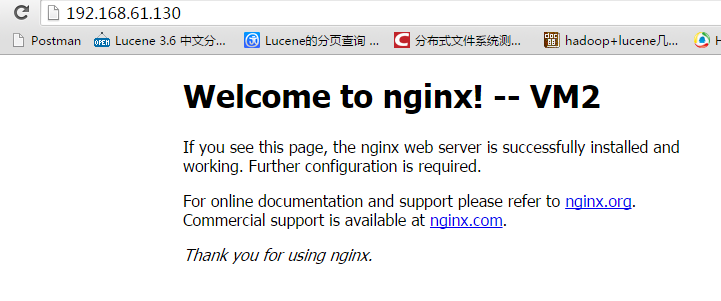 192.168.61.130
Postman Lucene 3.6 中文分... Lucene的分页查询 ... 分布式文件系统测... hadoop+lucene几... H
Welcome to nginx! -- VM2
If you see this page, the nginx web server is successfully installed and
working. Further configuration is required.
For online documentation and support please refer to nginx.org.
Commercial support is available at nginx.com.
Thank you for using nginx.